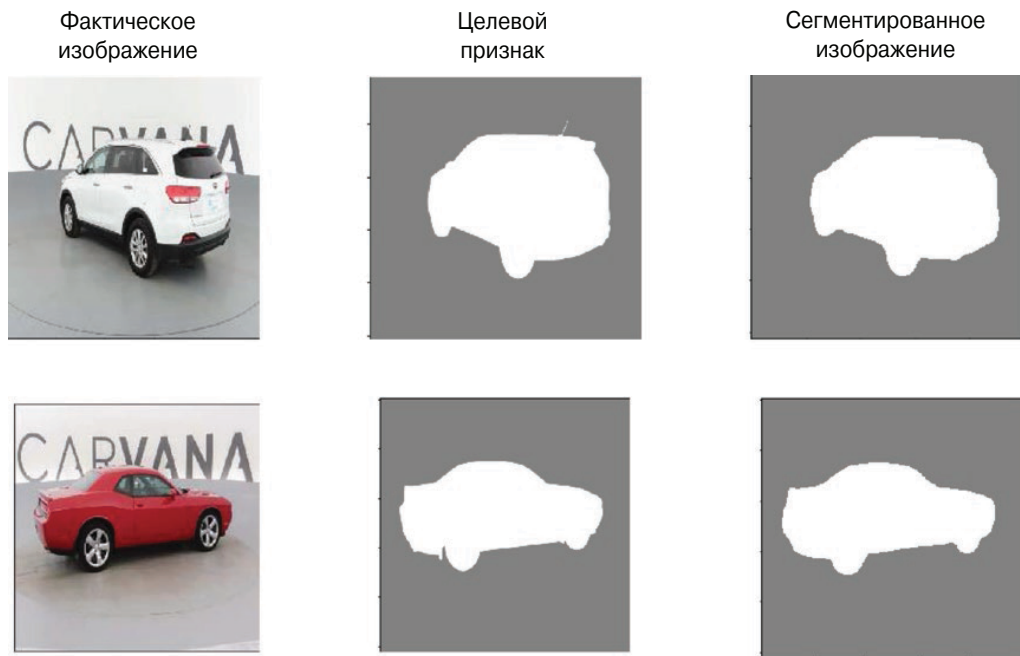 Фактическое
изображение
Целевой
признак
Сегментированное
изображение
CARVANA
CARVANA